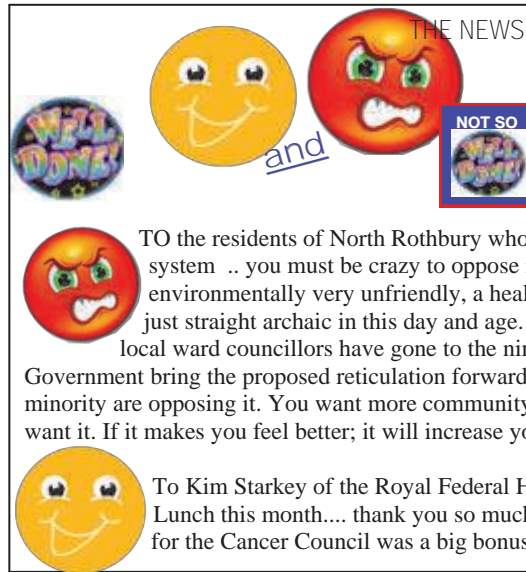 THE NEWS
WELL DONE!
and
NOT SO
WELL DONE!
TO the residents of North Rothbury who
system .. you must be crazy to oppose
environmentally very unfriendly, a heal
just straight archaic in this day and age.
local ward councillors have gone to the nin
Government bring the proposed reticulation forward
minority are opposing it. You want more community
want it. If it makes you feel better; it will increase yo
To Kim Starkey of the Royal Federal H
Lunch this month.... thank you so much
for the Cancer Council was a big bonus